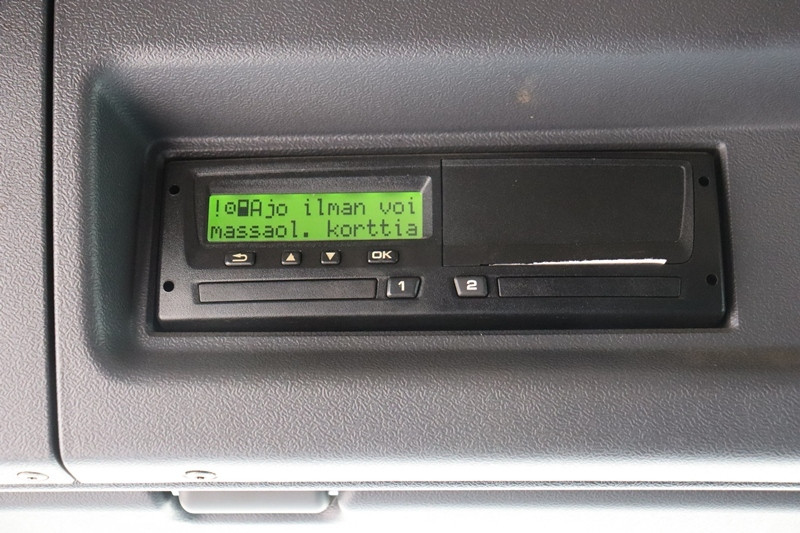 !Ajo ilman voi
massaol. korttia
OK
1 2